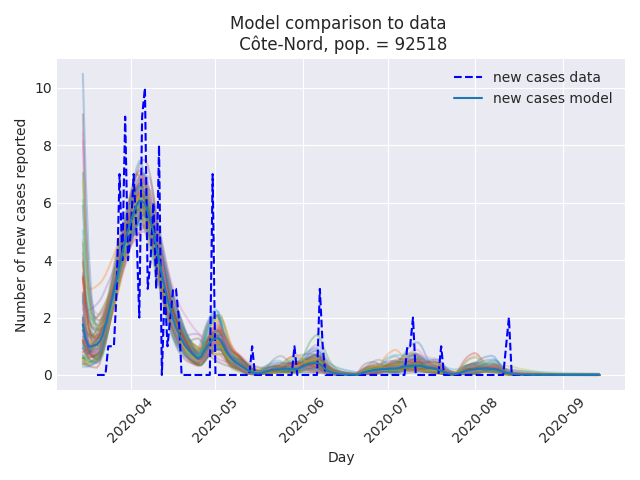 Model comparison to data
Côte-Nord, pop. = 92518
new cases data
new cases model
Number of new cases reported
10
8
6
4
2
0
2020-04
2020-05
2020-06
2020-07
2020-08
2020-09
Day